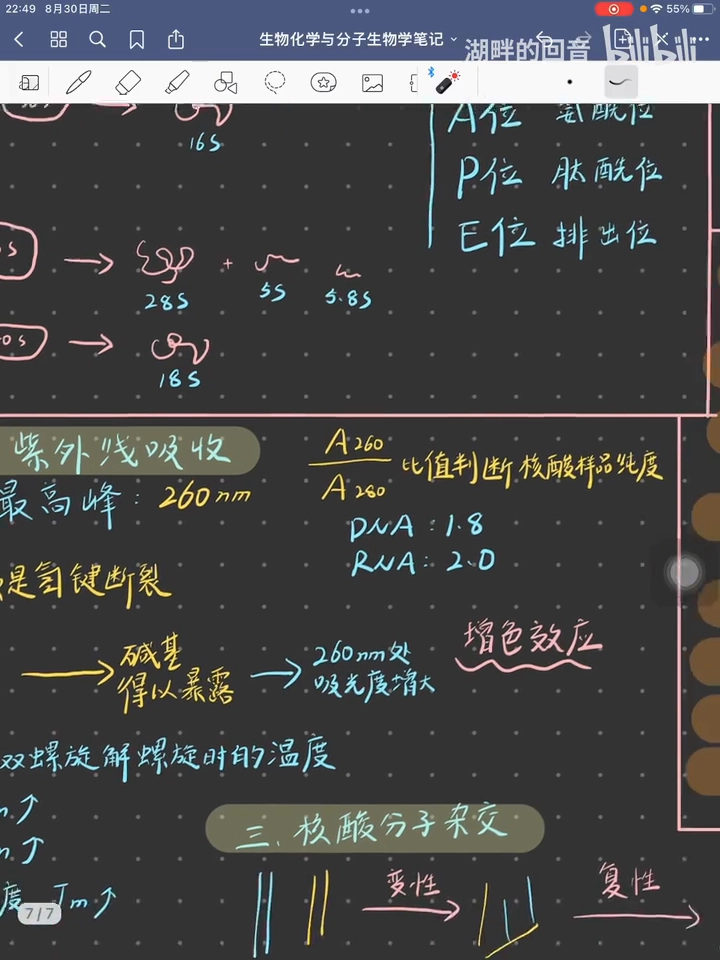 22:49 8月30日周二
55%
生物化学与分子生物学笔记
湖畔的回音 bilibili
16S
A位 氨酰位
P位 肽酰位
E位 排出位
28S + 5S 5.8S
18S
紫外线吸收
最高峰：260nm
A260
A280
比值判断核酸样品纯度
DNA：1.8
RNA：2.0
是氢键断裂
碱基
得以暴露
260nm处
吸光度增大
增色效应
双螺旋解螺旋时的温度
↑
↑
度 Tm↑
三.核酸分子杂交
变性
复性
7/7